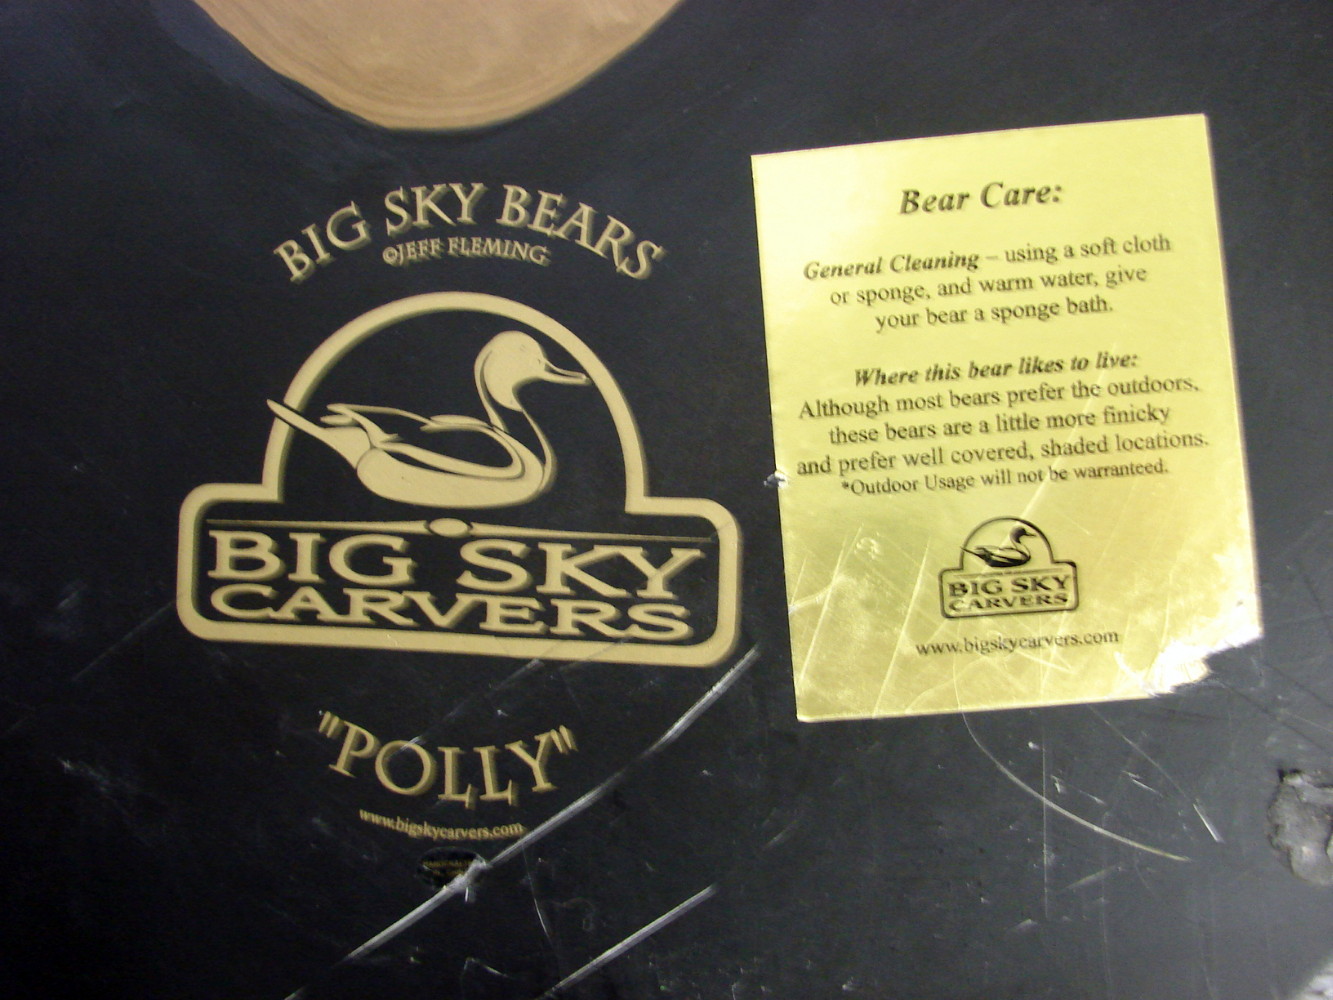 BIG SKY BEARS
©JEFF FLEMING
BIG SKY
CARVERS
"POLLY"
www.bigskycarvers.com
Bear Care:
General Cleaning – using a soft cloth
or sponge, and warm water, give
your bear a sponge bath.
Where this bear likes to live:
Although most bears prefer the outdoors,
these bears are a little more finicky
and prefer well covered, shaded locations.
*Outdoor Usage will not be warranteed.
BIG SKY
CARVERS
www.bigskycarvers.com